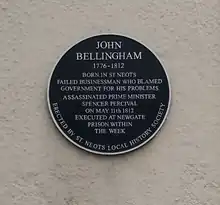 JOHN
BELLINGHAM
1776-1812
BORN IN ST NEOTS
FAILED BUSINESSMAN WHO BLAMED
GOVERNMENT FOR HIS PROBLEMS
ASSASSINATED PRIME MINISTER
SPENCER PERCIVAL
ON MAY 11th 1812
EXECUTED AT NEWGATE
PRISON WITHIN
THE WEEK
ERECTED BY ST. NEOTS LOCAL HISTORY SOCIETY